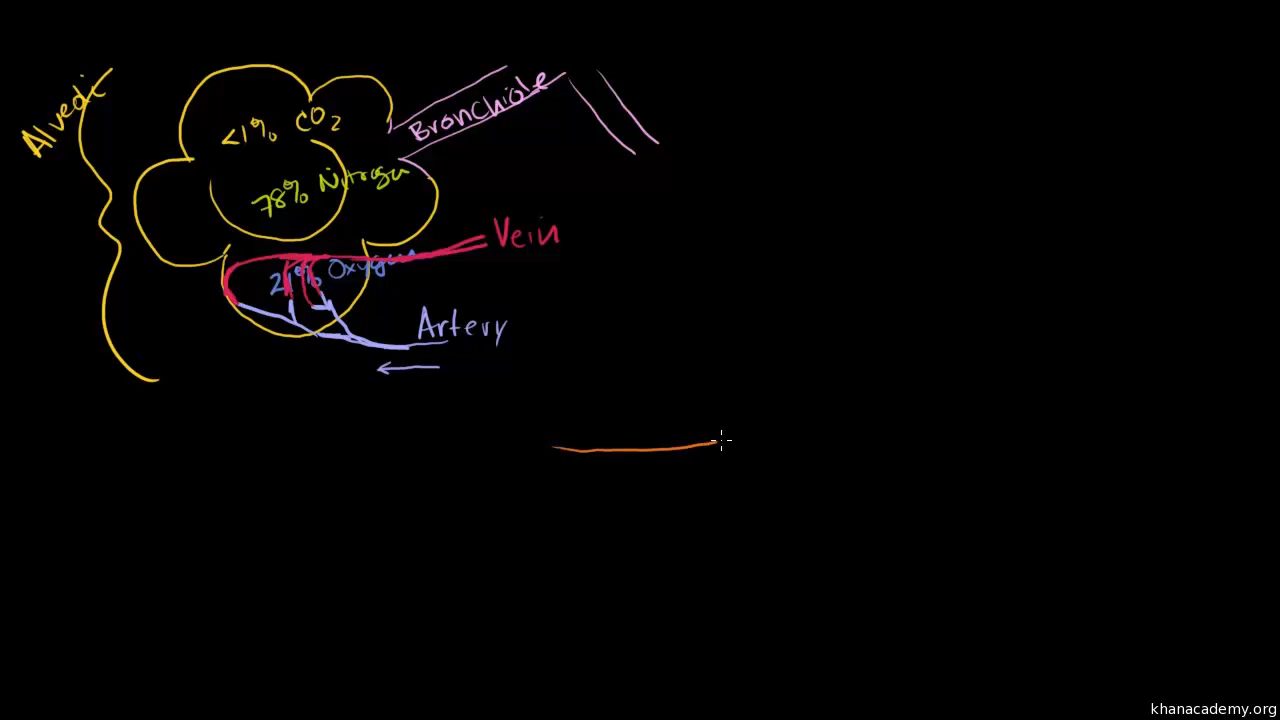 Alveoli
<1% CO2
78% Nitrogen
21% Oxygen
Bronchiole
Vein
Artery
khanacademy.org